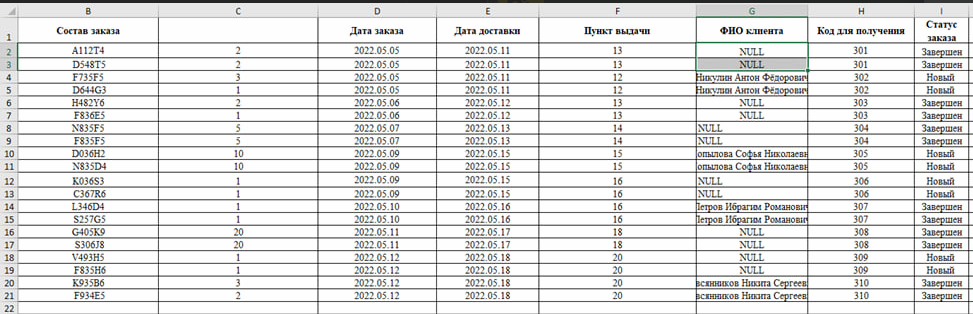 B C D E F G H I
1 Состав заказа Дата заказа Дата доставки Пункт выдачи ФИО клиента Код для получения Статус заказа
2 A112T4 2 2022.05.05 2022.05.11 13 NULL 301 Завершен
3 D548T5 2 2022.05.05 2022.05.11 13 NULL 301 Завершен
4 F735F5 3 2022.05.05 2022.05.11 12 Никулин Антон Фёдорович 302 Новый
5 D644G3 1 2022.05.05 2022.05.11 12 Никулин Антон Фёдорович 302 Новый
6 H482Y6 2 2022.05.06 2022.05.12 13 NULL 303 Завершен
7 F836E5 1 2022.05.06 2022.05.12 13 NULL 303 Завершен
8 N835F5 5 2022.05.07 2022.05.13 14 NULL 304 Завершен
9 F835F5 5 2022.05.07 2022.05.13 14 NULL 304 Завершен
10 D036H2 10 2022.05.09 2022.05.15 15 опылова Софья Николаевн 305 Новый
11 N835D4 10 2022.05.09 2022.05.15 15 опылова Софья Николаевн 305 Новый
12 K036S3 1 2022.05.09 2022.05.15 16 NULL 306 Новый
13 C367R6 1 2022.05.09 2022.05.15 16 NULL 306 Новый
14 L346D4 1 2022.05.10 2022.05.16 16 Петров Ибрагим Романович 307 Завершен
15 S257G5 1 2022.05.10 2022.05.16 16 Петров Ибрагим Романович 307 Завершен
16 G405K9 20 2022.05.11 2022.05.17 18 NULL 308 Завершен
17 S306J8 20 2022.05.11 2022.05.17 18 NULL 308 Завершен
18 V493H5 1 2022.05.12 2022.05.18 20 NULL 309 Новый
19 F835H6 1 2022.05.12 2022.05.18 20 NULL 309 Новый
20 K935B6 3 2022.05.12 2022.05.18 20 всянников Никита Сергееви 310 Завершен
21 F934E5 2 2022.05.12 2022.05.18 20 всянников Никита Сергееви 310 Завершен
22